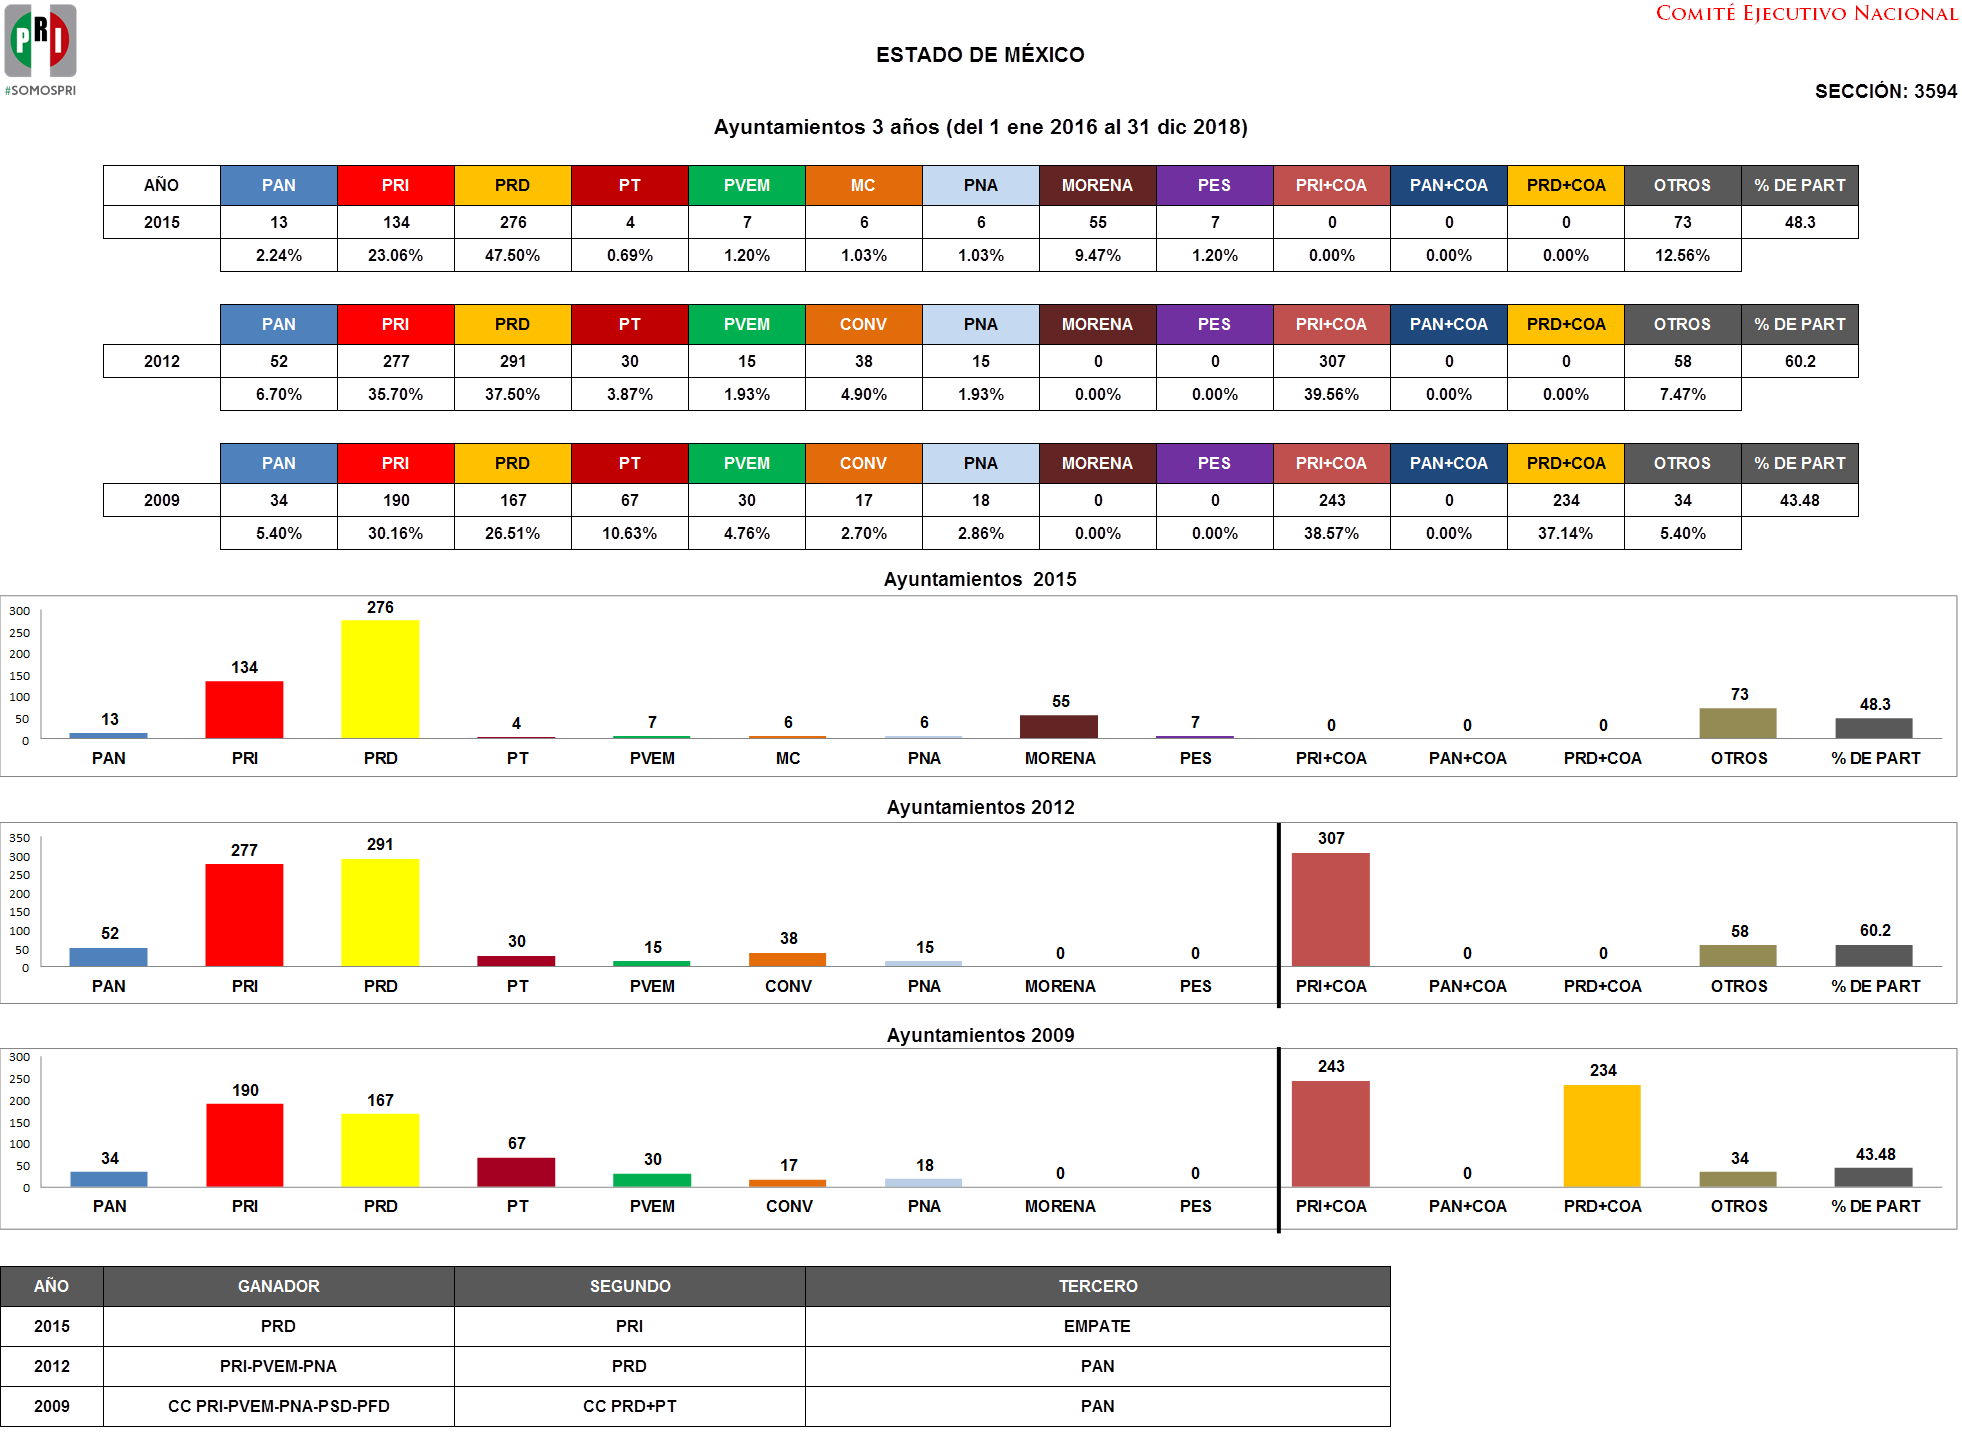 PRI
#SOMOSPRI
COMITÉ EJECUTIVO NACIONAL
ESTADO DE MÉXICO
SECCIÓN: 3594
Ayuntamientos 3 años (del 1 ene 2016 al 31 dic 2018)
AÑO PAN PRI PRD PT PVEM MC PNA MORENA PES PRI+COA PAN+COA PRD+COA OTROS % DE PART
2015 13 134 276 4 7 6 6 55 7 0 0 0 73 48.3
2.24% 23.06% 47.50% 0.69% 1.20% 1.03% 1.03% 9.47% 1.20% 0.00% 0.00% 0.00% 12.56%
PAN PRI PRD PT PVEM CONV PNA MORENA PES PRI+COA PAN+COA PRD+COA OTROS % DE PART
2012 52 277 291 30 15 38 15 0 0 307 0 0 58 60.2
6.70% 35.70% 37.50% 3.87% 1.93% 4.90% 1.93% 0.00% 0.00% 39.56% 0.00% 0.00% 7.47%
PAN PRI PRD PT PVEM CONV PNA MORENA PES PRI+COA PAN+COA PRD+COA OTROS % DE PART
2009 34 190 167 67 30 17 18 0 0 243 0 234 34 43.48
5.40% 30.16% 26.51% 10.63% 4.76% 2.70% 2.86% 0.00% 0.00% 38.57% 0.00% 37.14% 5.40%
Ayuntamientos 2015
300
250
200
150
100
50
0
13 134 276 4 7 6 6 55 7 0 0 0 73 48.3
PAN PRI PRD PT PVEM MC PNA MORENA PES PRI+COA PAN+COA PRD+COA OTROS % DE PART
Ayuntamientos 2012
350
300
250
200
150
100
50
0
52 277 291 30 15 38 15 0 0 307 0 0 58 60.2
PAN PRI PRD PT PVEM CONV PNA MORENA PES PRI+COA PAN+COA PRD+COA OTROS % DE PART
Ayuntamientos 2009
300
250
200
150
100
50
0
34 190 167 67 30 17 18 0 0 243 0 234 34 43.48
PAN PRI PRD PT PVEM CONV PNA MORENA PES PRI+COA PAN+COA PRD+COA OTROS % DE PART
AÑO GANADOR SEGUNDO TERCERO
2015 PRD PRI EMPATE
2012 PRI-PVEM-PNA PRD PAN
2009 CC PRI-PVEM-PNA-PSD-PFD CC PRD+PT PAN